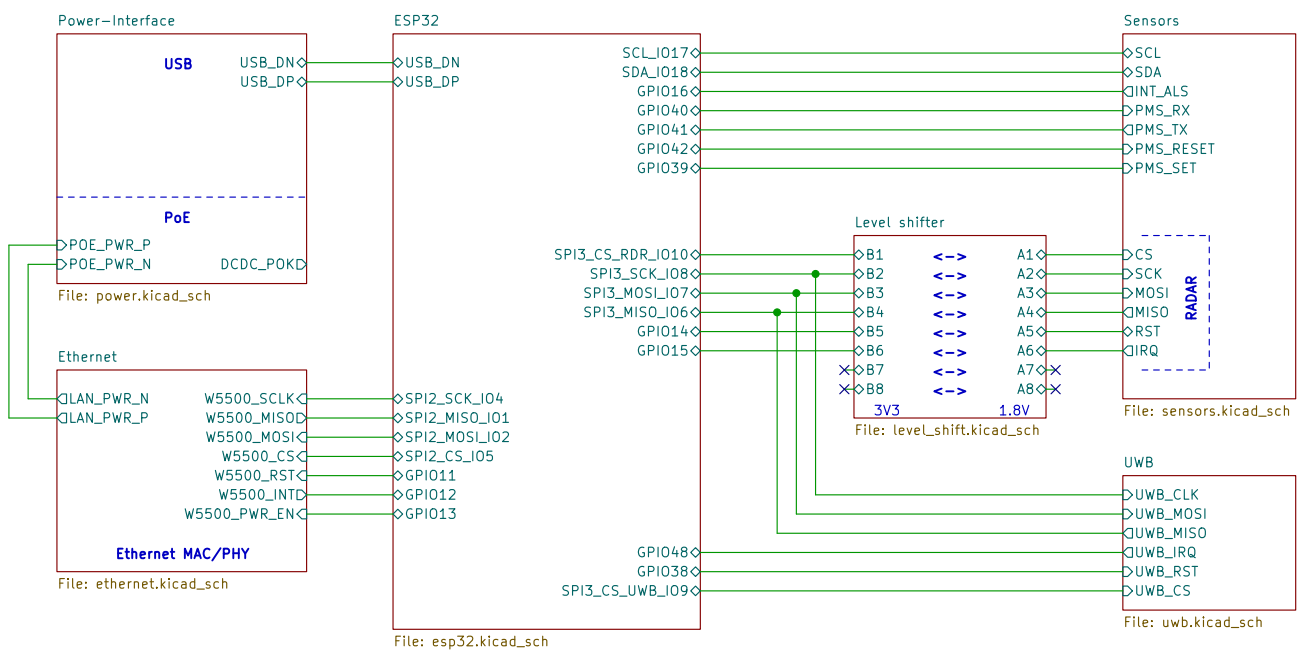 Power-Interface
USB
USB_DN
USB_DP
PoE
POE_PWR_P
POE_PWR_N
DCDC_POK
File: power.kicad_sch
Ethernet
LAN_PWR_N
LAN_PWR_P
W5500_SCLK
W5500_MISO
W5500_MOSI
W5500_CS
W5500_RST
W5500_INT
W5500_PWR_EN
Ethernet MAC/PHY
File: ethernet.kicad_sch
ESP32
USB_DN
USB_DP
SPI2_SCK_IO4
SPI2_MISO_IO1
SPI2_MOSI_IO2
SPI2_CS_IO5
GPIO11
GPIO12
GPIO13
SCL_IO17
SDA_IO18
GPIO16
GPIO40
GPIO41
GPIO42
GPIO39
SPI3_CS_RDR_IO10
SPI3_SCK_IO8
SPI3_MOSI_IO7
SPI3_MISO_IO6
GPIO14
GPIO15
GPIO48
GPIO38
SPI3_CS_UWB_IO9
File: esp32.kicad_sch
Level shifter
B1 <-> A1
B2 <-> A2
B3 <-> A3
B4 <-> A4
B5 <-> A5
B6 <-> A6
B7 <-> A7
B8 <-> A8
3V3 1.8V
File: level_shift.kicad_sch
Sensors
SCL
SDA
INT_ALS
PMS_RX
PMS_TX
PMS_RESET
PMS_SET
CS
SCK
MOSI
MISO
RST
IRQ
RADAR
File: sensors.kicad_sch
UWB
UWB_CLK
UWB_MOSI
UWB_MISO
UWB_IRQ
UWB_RST
UWB_CS
File: uwb.kicad_sch